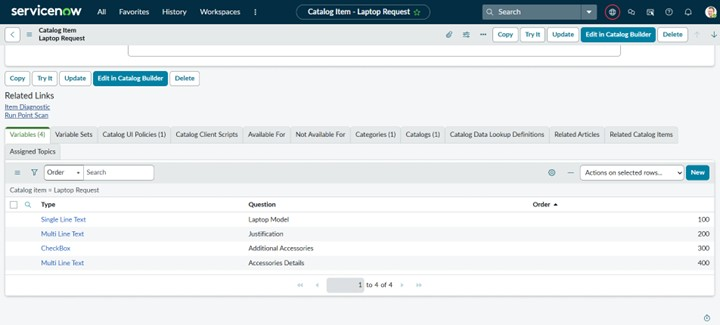 servicenow All Favorites History Workspaces Catalog Item - Laptop Request Search
Catalog Item
Laptop Request
Copy Try It Update Edit in Catalog Builder Delete
Copy Try It Update Edit in Catalog Builder Delete
Related Links
Item Diagnostic
Run Point Scan
Variables (4) Variable Sets Catalog UI Policies (1) Catalog Client Scripts Available For Not Available For Categories (1) Catalogs (1) Catalog Data Lookup Definitions Related Articles Related Catalog Items
Assigned Topics
Order Search Actions on selected rows... New
Catalog item = Laptop Request
Type Question Order
Single Line Text Laptop Model 100
Multi Line Text Justification 200
CheckBox Additional Accessories 300
Multi Line Text Accessories Details 400
1 to 4 of 4